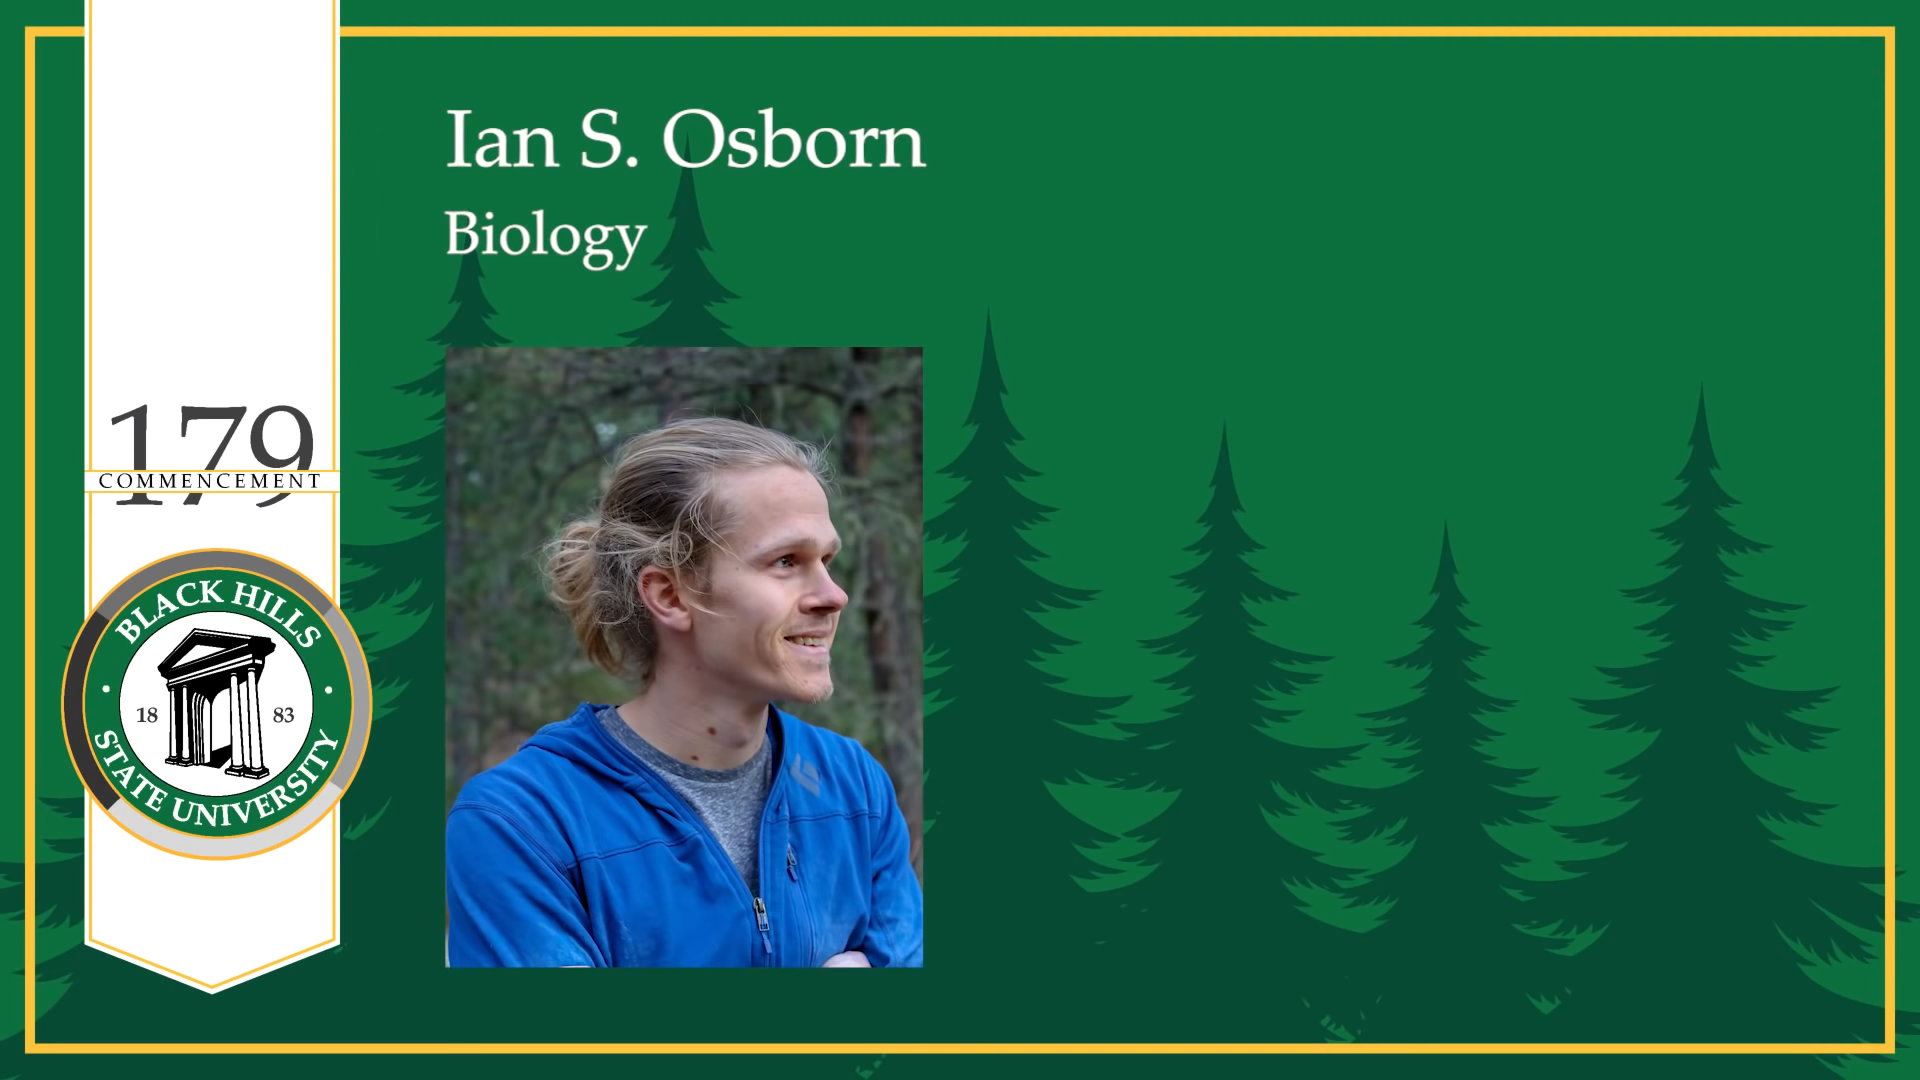 Ian S. Osborn
Biology
179
COMMENCEMENT
BLACK HILLS
18 83
STATE UNIVERSITY